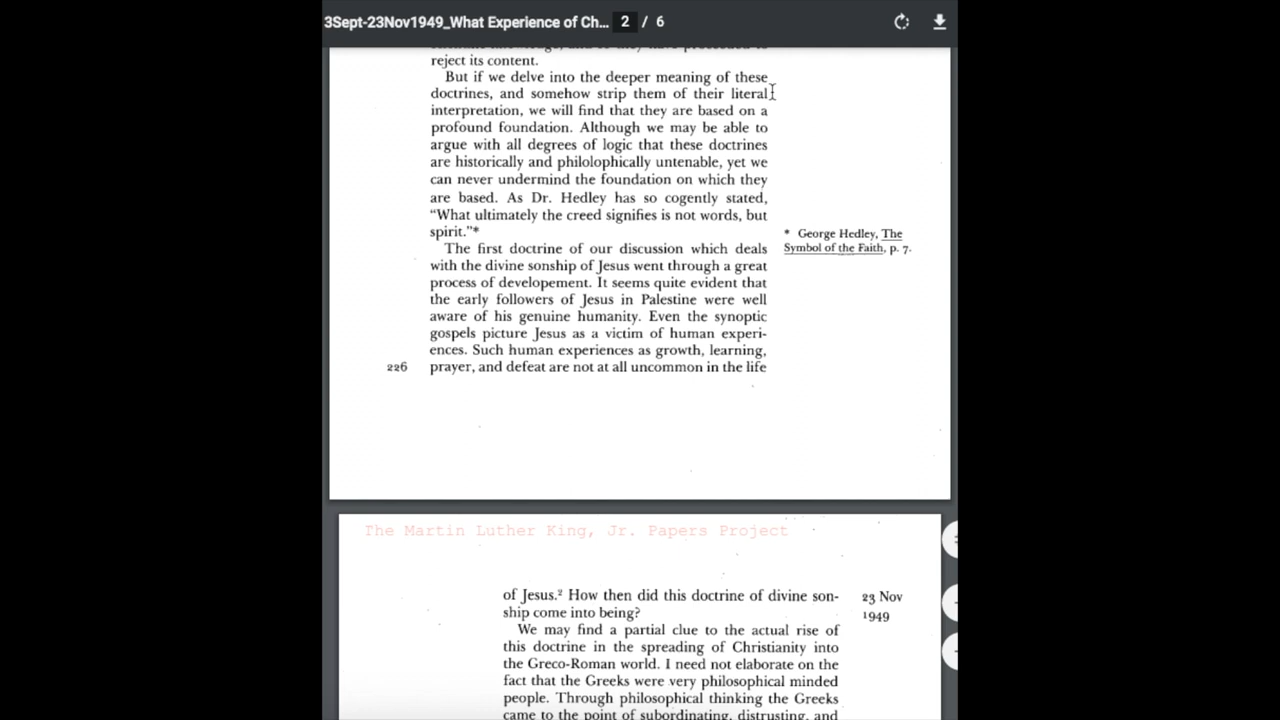 3Sept-23Nov1949_What Experience of Ch... 2 / 6
reject its content.
But if we delve into the deeper meaning of these
doctrines, and somehow strip them of their literal
interpretation, we will find that they are based on a
profound foundation. Although we may be able to
argue with all degrees of logic that these doctrines
are historically and philolophically untenable, yet we
can never undermind the foundation on which they
are based. As Dr. Hedley has so cogently stated,
“What ultimately the creed signifies is not words, but
spirit.”*
* George Hedley, The
Symbol of the Faith, p. 7.
The first doctrine of our discussion which deals
with the divine sonship of Jesus went through a great
process of developement. It seems quite evident that
the early followers of Jesus in Palestine were well
aware of his genuine humanity. Even the synoptic
gospels picture Jesus as a victim of human experi-
ences. Such human experiences as growth, learning,
226 prayer, and defeat are not at all uncommon in the life
The Martin Luther King, Jr. Papers Project
of Jesus.² How then did this doctrine of divine son-
ship come into being?
23 Nov
1949
We may find a partial clue to the actual rise of
this doctrine in the spreading of Christianity into
the Greco-Roman world. I need not elaborate on the
fact that the Greeks were very philosophical minded
people. Through philosophical thinking the Greeks
came to the point of subordinating, distrusting, and